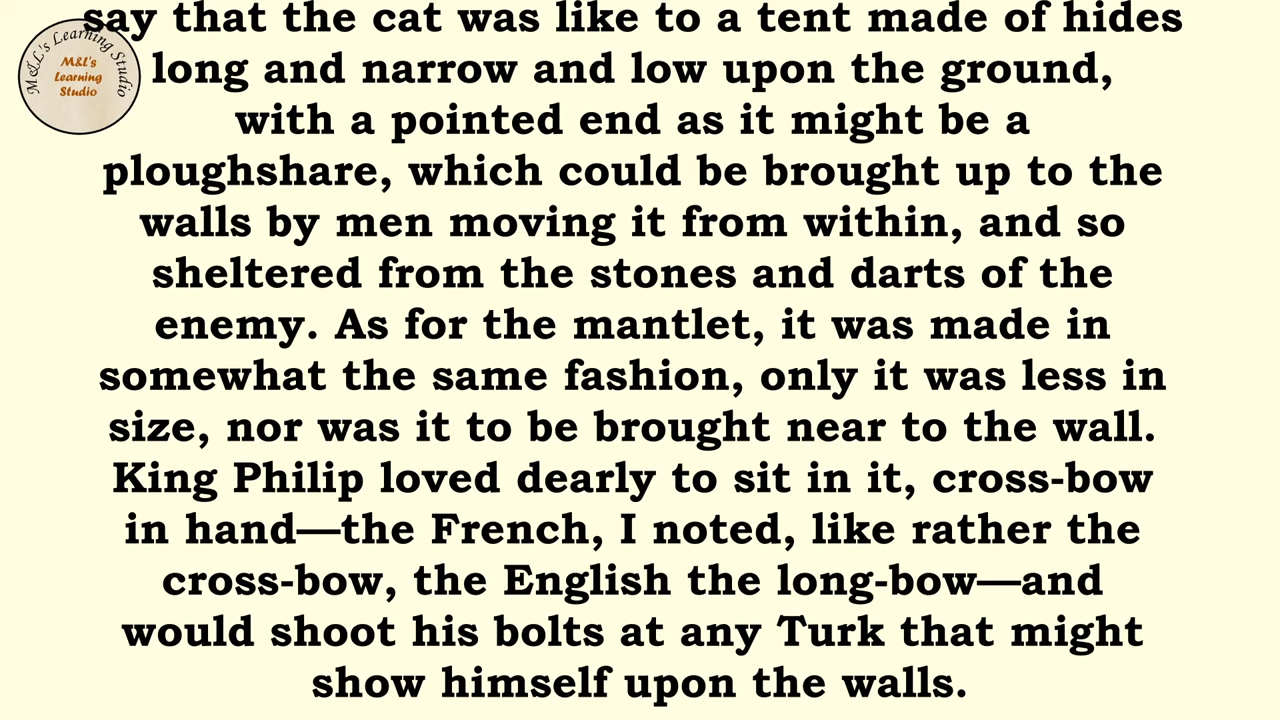 say that the cat was like to a tent made of hides
long and narrow and low upon the ground,
with a pointed end as it might be a
ploughshare, which could be brought up to the
walls by men moving it from within, and so
sheltered from the stones and darts of the
enemy. As for the mantlet, it was made in
somewhat the same fashion, only it was less in
size, nor was it to be brought near to the wall.
King Philip loved dearly to sit in it, cross-bow
in hand—the French, I noted, like rather the
cross-bow, the English the long-bow—and
would shoot his bolts at any Turk that might
show himself upon the walls.
M&L's Learning Studio
M&L's
Learning
Studio